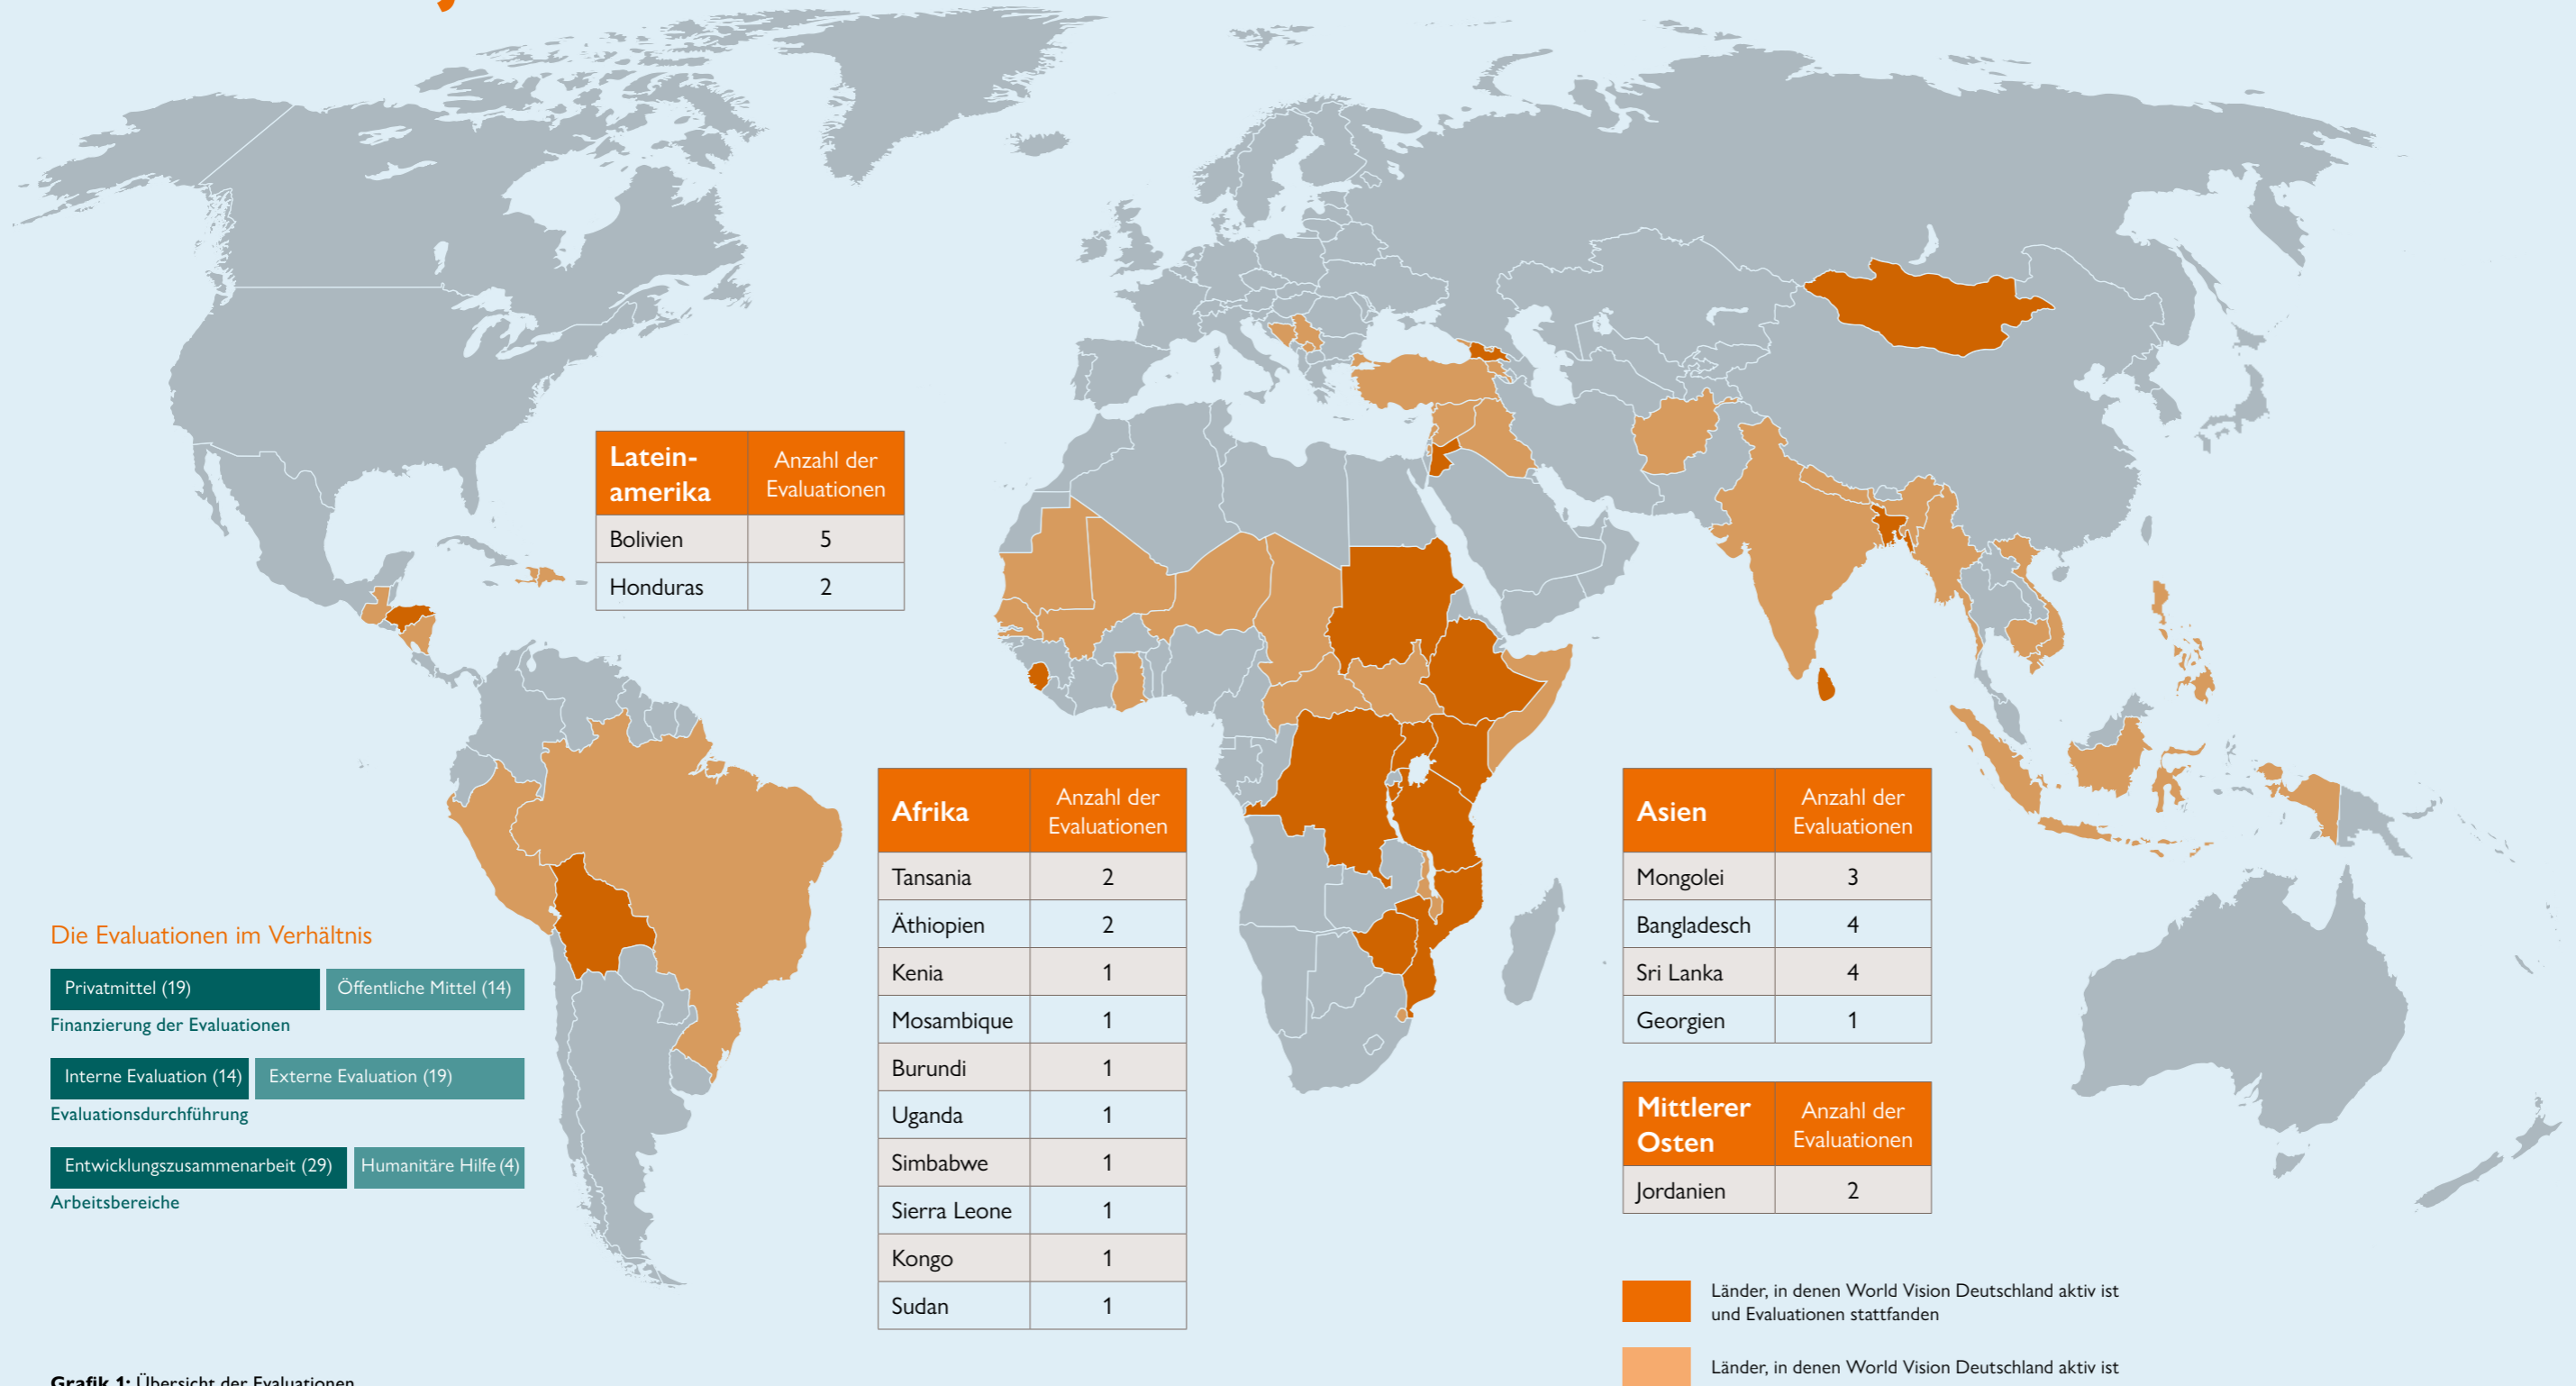 Latein-
amerika
Anzahl der
Evaluationen
Bolivien 5
Honduras 2
Afrika
Anzahl der
Evaluationen
Tansania 2
Äthiopien 2
Kenia 1
Mosambique 1
Burundi 1
Uganda 1
Simbabwe 1
Sierra Leone 1
Kongo 1
Sudan 1
Asien
Anzahl der
Evaluationen
Mongolei 3
Bangladesch 4
Sri Lanka 4
Georgien 1
Mittlerer
Osten
Anzahl der
Evaluationen
Jordanien 2
Die Evaluationen im Verhältnis
Privatmittel (19) Öffentliche Mittel (14)
Finanzierung der Evaluationen
Interne Evaluation (14) Externe Evaluation (19)
Evaluationsdurchführung
Entwicklungszusammenarbeit (29) Humanitäre Hilfe (4)
Arbeitsbereiche
Länder, in denen World Vision Deutschland aktiv ist
und Evaluationen stattfanden
Länder, in denen World Vision Deutschland aktiv ist
Grafik 1: Übersicht der Evaluationen